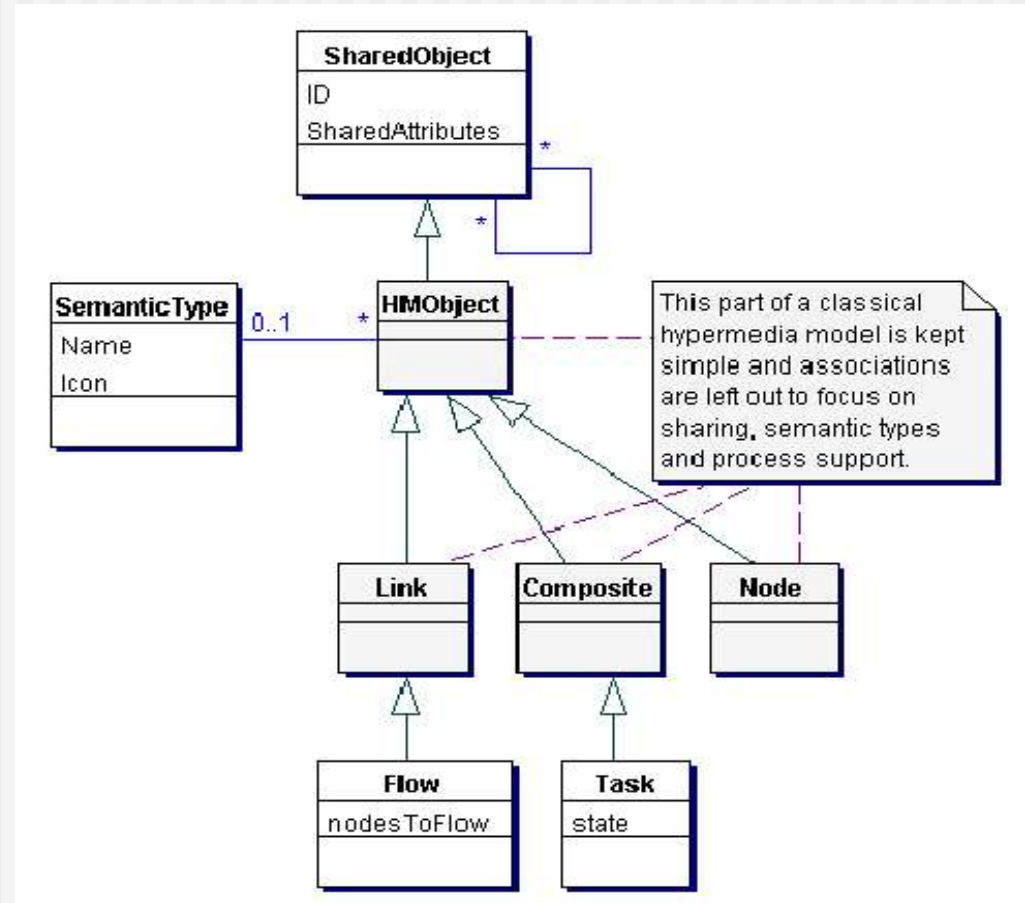 SharedObject
ID
SharedAttributes
*
*
SemanticType
Name
Icon
0..1
*
HMObject
This part of a classical
hypermedia model is kept
simple and associations
are left out to focus on
sharing, semantic types
and process support.
Link
Composite
Node
Flow
nodesToFlow
Task
state